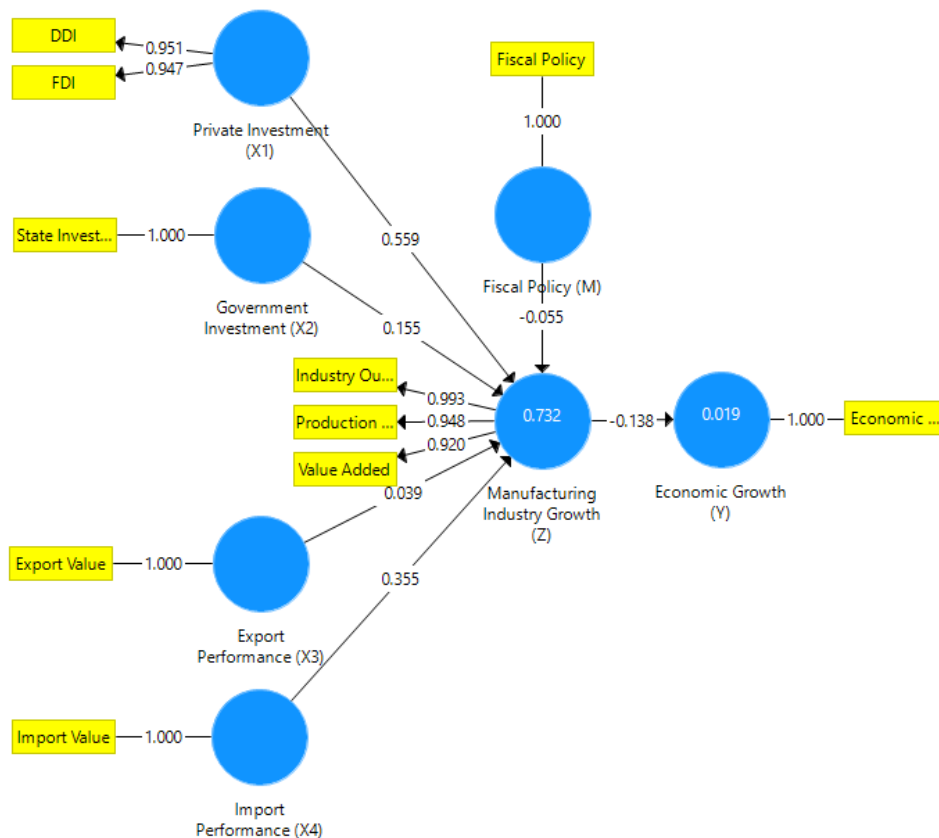 DDI
0.951
0.947
FDI
Private Investment
(X1)
Fiscal Policy
1.000
Fiscal Policy (M)
-0.055
State Invest...
1.000
Government
Investment (X2)
0.559
0.155
Industry Ou...
0.993
Production ...
0.948
Value Added
0.920
0.732
Manufacturing
Industry Growth
(Z)
-0.138
0.019
Economic Growth
(Y)
1.000
Economic ...
0.039
Export Value
1.000
Export
Performance (X3)
0.355
Import Value
1.000
Import
Performance (X4)